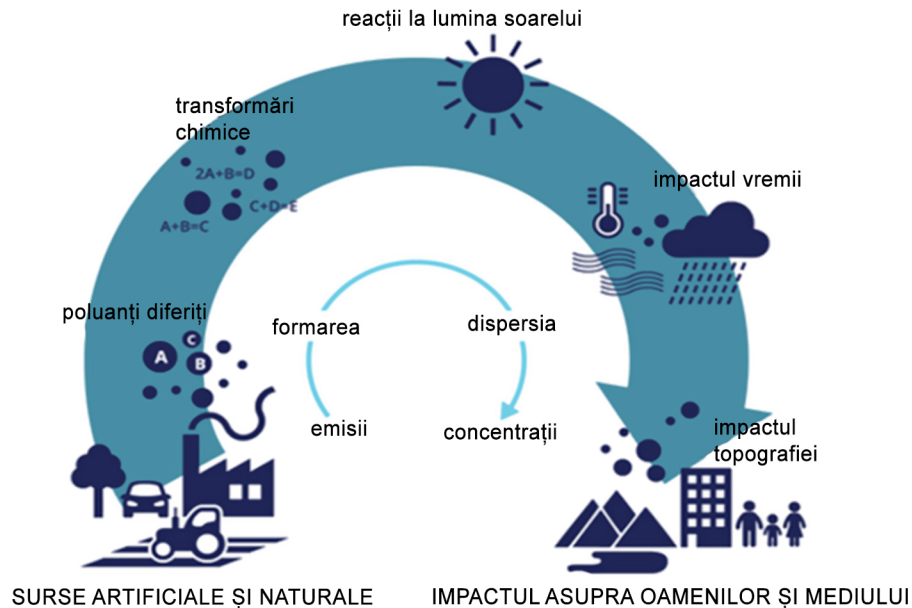 reacții la lumina soarelui
transformări
chimice
2A+B=D
C+D=E
A+B=C
impactul vremii
poluanți diferiți
A
C
B
formarea
dispersia
emisii
concentrații
impactul
topografiei
SURSE ARTIFICIALE ȘI NATURALE
IMPACTUL ASUPRA OAMENILOR ȘI MEDIULUI